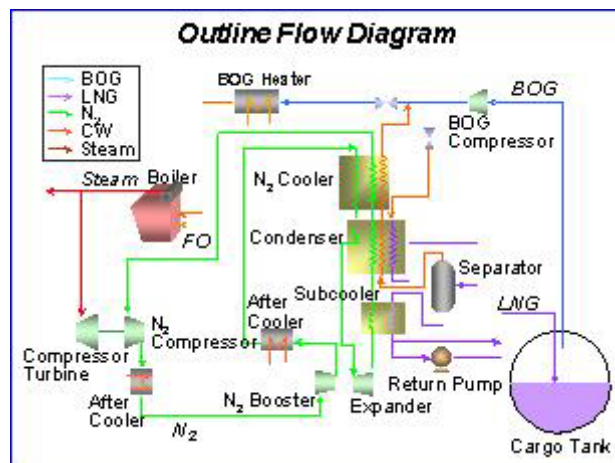 Outline Flow Diagram
BOG
LNG
N2
CW
Steam
BOG Heater
BOG
BOG
Compressor
Steam
Boiler
FO
N2 Cooler
Condenser
Separator
Subcooler
LNG
After
Cooler
N2
Compressor
Compressor
Turbine
After
Cooler
N2
N2 Booster
Expander
Return Pump
Cargo Tank